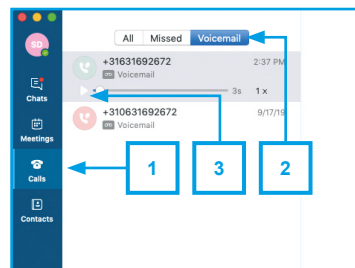 SD
All Missed Voicemail
+31631692672 2:37 PM
Voicemail
3s 1 x
+310631692672 9/17/19
Voicemail
Chats
Meetings
Calls
Contacts
1
3
2